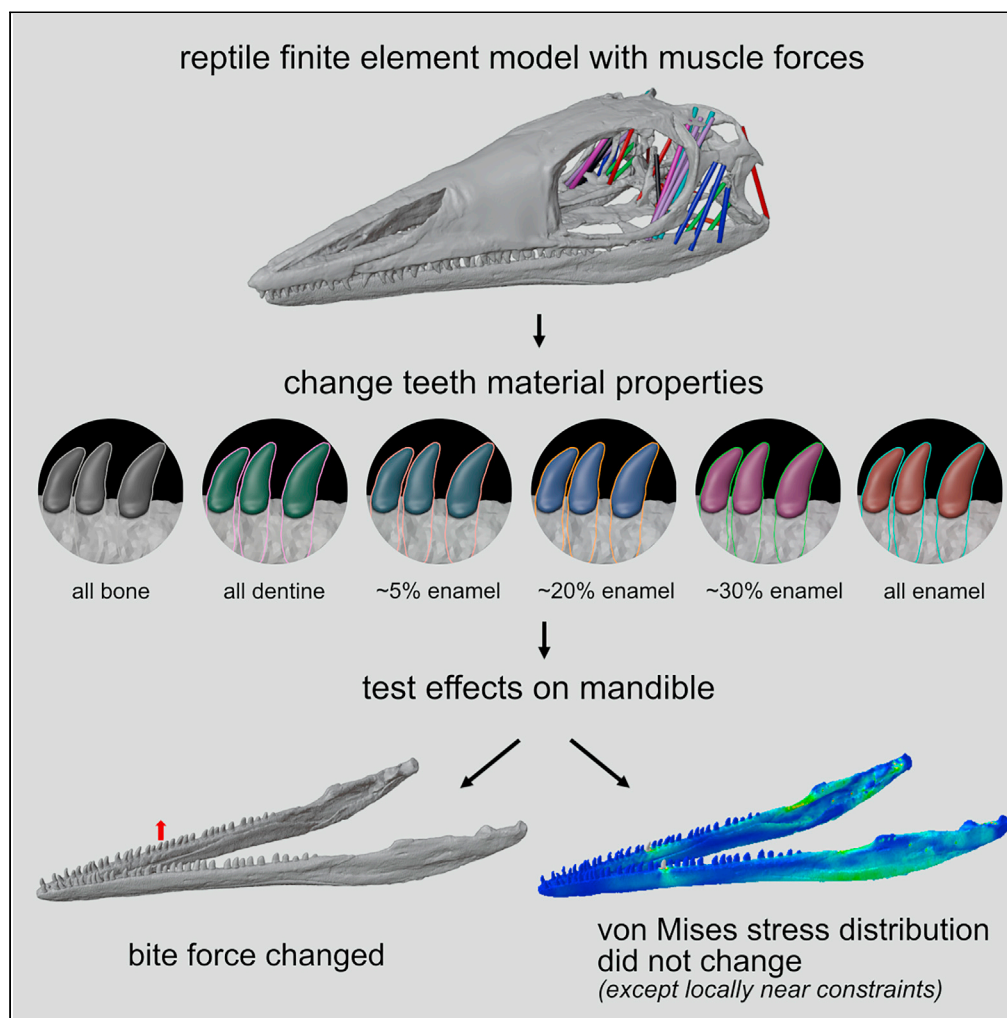 reptile finite element model with muscle forces
change teeth material properties
all bone
all dentine
~5% enamel
~20% enamel
~30% enamel
all enamel
test effects on mandible
bite force changed
von Mises stress distribution
did not change
(except locally near constraints)